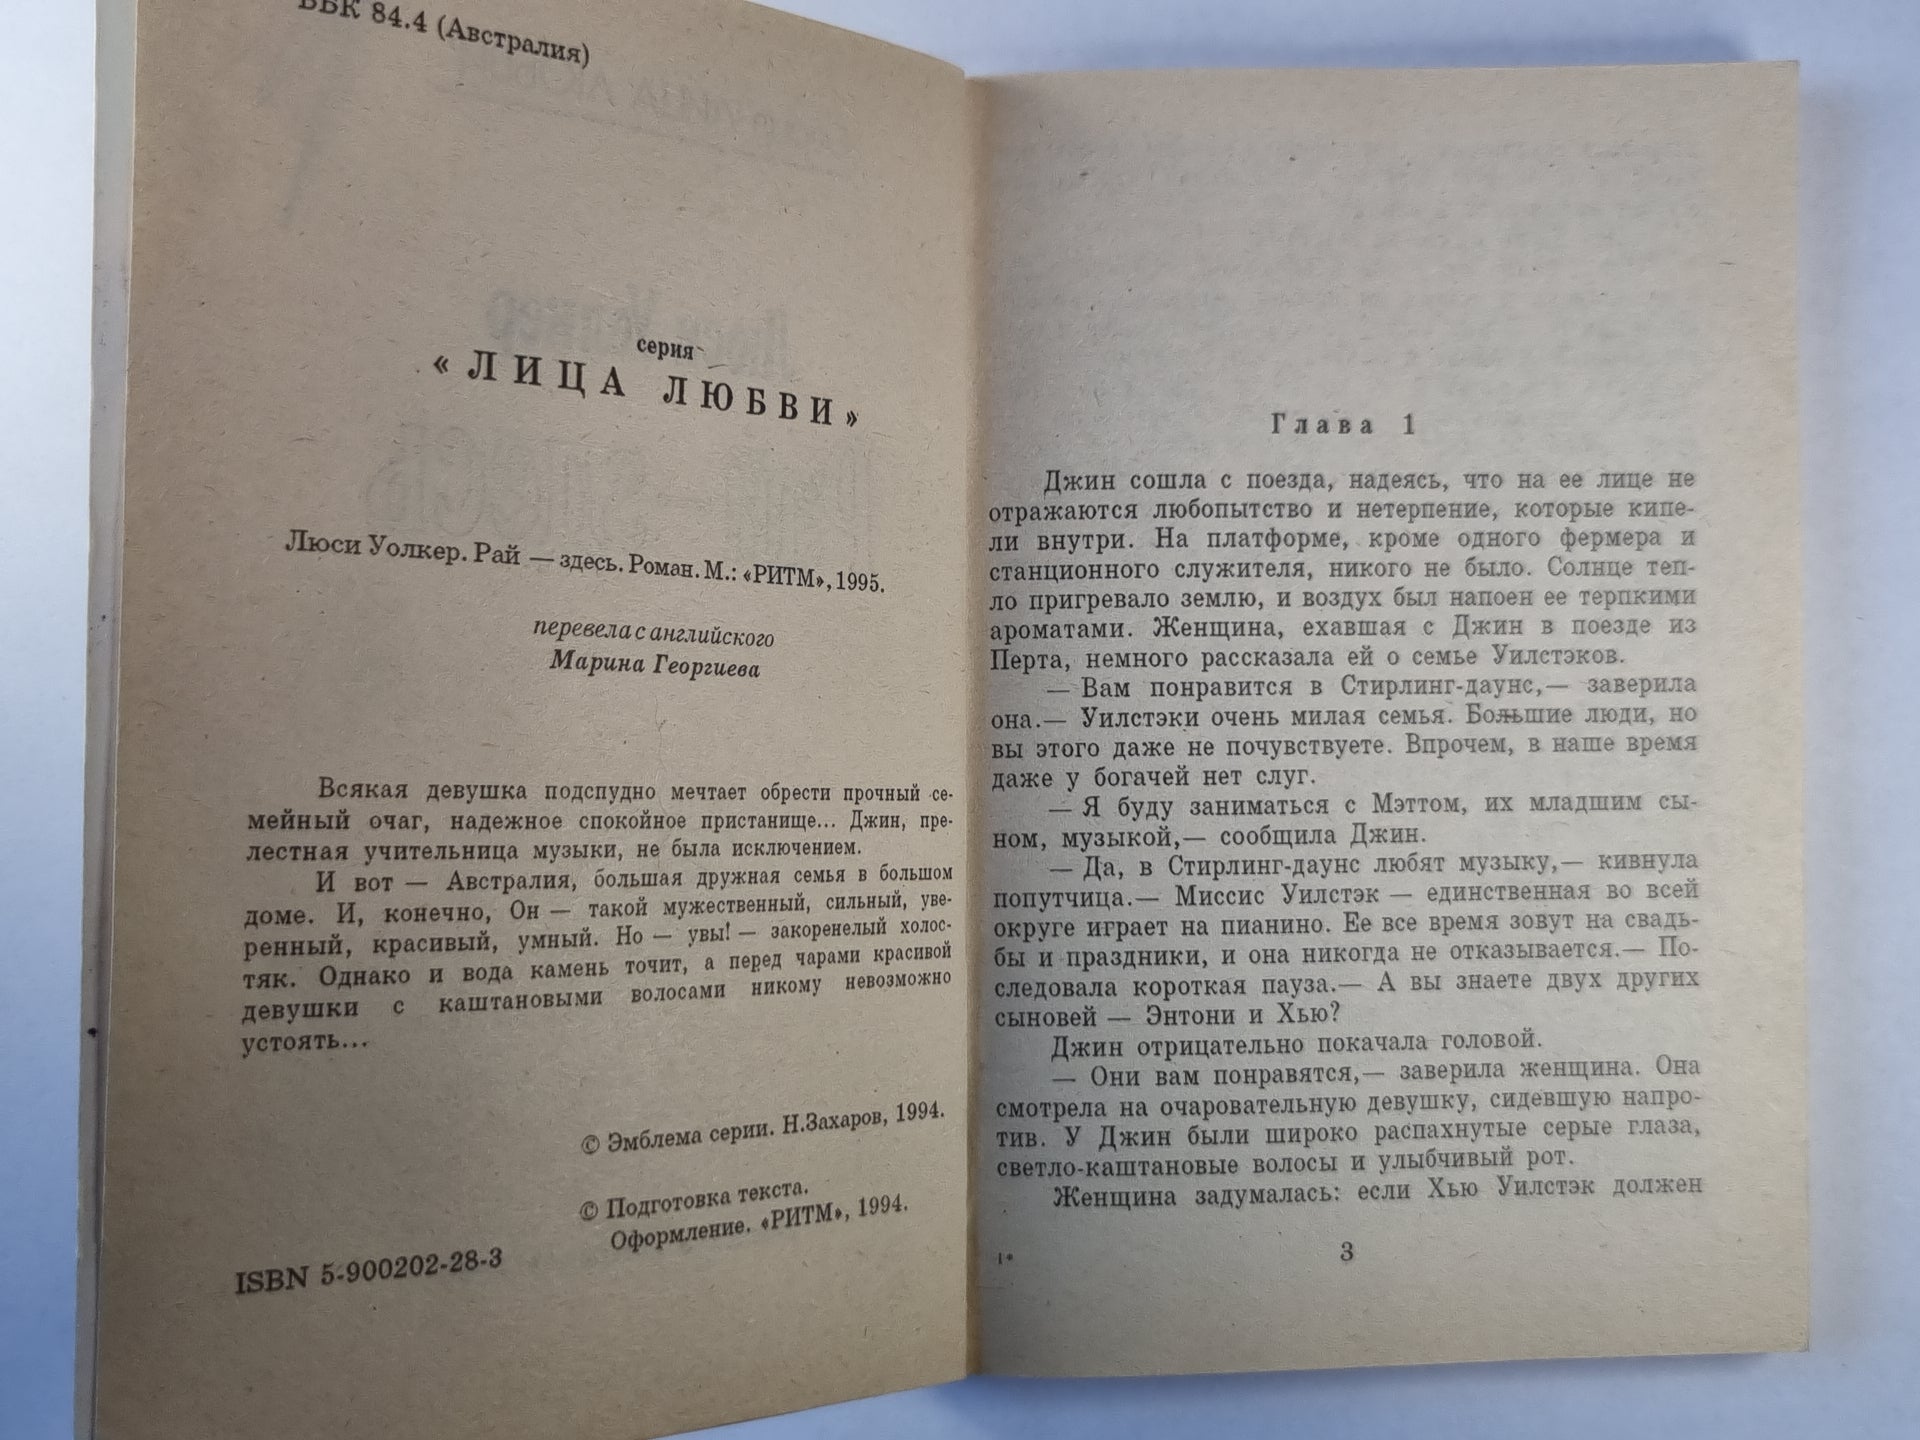 ББК 84.4 (Австралия)
серия
«ЛИЦА ЛЮБВИ»
Люси Уолкер. Рай — здесь. Роман. М.: «РИТМ», 1995.
перевела с английского
Марина Георгиева
Всякая девушка подспудно мечтает обрести прочный се-
мейный очаг, надежное спокойное пристанище... Джин, пре-
лестная учительница музыки, не была исключением.
И вот — Австралия, большая дружная семья в большом
доме. И, конечно, Он — такой мужественный, сильный, уве-
ренный, красивый, умный. Но — увы! — закоренелый холос-
тяк. Однако и вода камень точит, а перед чарами красивой
девушки с каштановыми волосами никому невозможно
устоять...
© Эмблема серии. Н.Захаров, 1994.
© Подготовка текста.
Оформление. «РИТМ», 1994.
ISBN 5-900202-28-3
Глава 1
Джин сошла с поезда, надеясь, что на ее лице не
отражаются любопытство и нетерпение, которые кипе-
ли внутри. На платформе, кроме одного фермера и
станционного служителя, никого не было. Солнце теп-
ло пригревало землю, и воздух был напоен ее терпкими
ароматами. Женщина, ехавшая с Джин в поезде из
Перта, немного рассказала ей о семье Уилстэков.
— Вам понравится в Стирлинг-даунс,— заверила
она.— Уилстэки очень милая семья. Большие люди, но
вы этого даже не почувствуете. Впрочем, в наше время
даже у богачей нет слуг.
— Я буду заниматься с Мэттом, их младшим сы-
ном, музыкой,— сообщила Джин.
— Да, в Стирлинг-даунс любят музыку,— кивнула
попутчица.— Миссис Уилстэк — единственная во всей
округе играет на пианино. Ее все время зовут на свадь-
бы и праздники, и она никогда не отказывается.— По-
следовала короткая пауза.— А вы знаете двух других
сыновей — Энтони и Хью?
Джин отрицательно покачала головой.
— Они вам понравятся,— заверила женщина. Она
смотрела на очаровательную девушку, сидевшую напро-
тив. У Джин были широко распахнутые серые глаза,
светло-каштановые волосы и улыбчивый рот.
Женщина задумалась: если Хью Уилстэк должен
1*
3